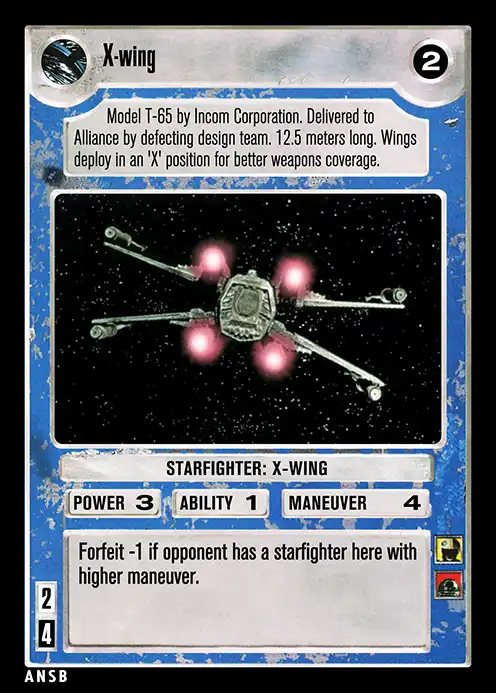 X-wing
2
Model T-65 by Incom Corporation. Delivered to
Alliance by defecting design team. 12.5 meters long. Wings
deploy in an 'X' position for better weapons coverage.
STARFIGHTER: X-WING
POWER 3 ABILITY 1 MANEUVER 4
Forfeit -1 if opponent has a starfighter here with
higher maneuver.
2
4
ANSB